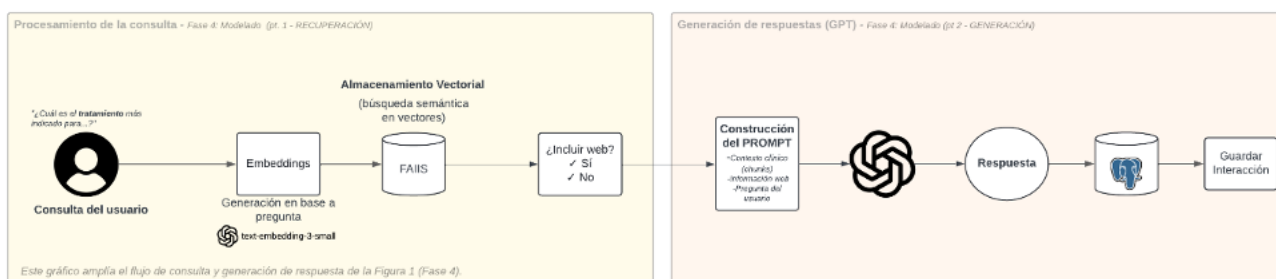 Procesamiento de la consulta - Fase 4: Modelado (pt. 1 - RECUPERACIÓN)
"¿Cuál es el tratamiento más
indicado para...?"
Consulta del usuario
Embeddings
Generación en base a
pregunta
text-embedding-3-small
Almacenamiento Vectorial
(búsqueda semántica
en vectores)
FAIIS
¿Incluir web?
✓ Sí
✓ No
Este gráfico amplía el flujo de consulta y generación de respuesta de la Figura 1 (Fase 4).
Generación de respuestas (GPT) - Fase 4: Modelado (pt 2 - GENERACIÓN)
Construcción
del PROMPT
-Contexto clínico
(chunks)
-Información web
-Pregunta del
usuario
Respuesta
Guardar
Interacción